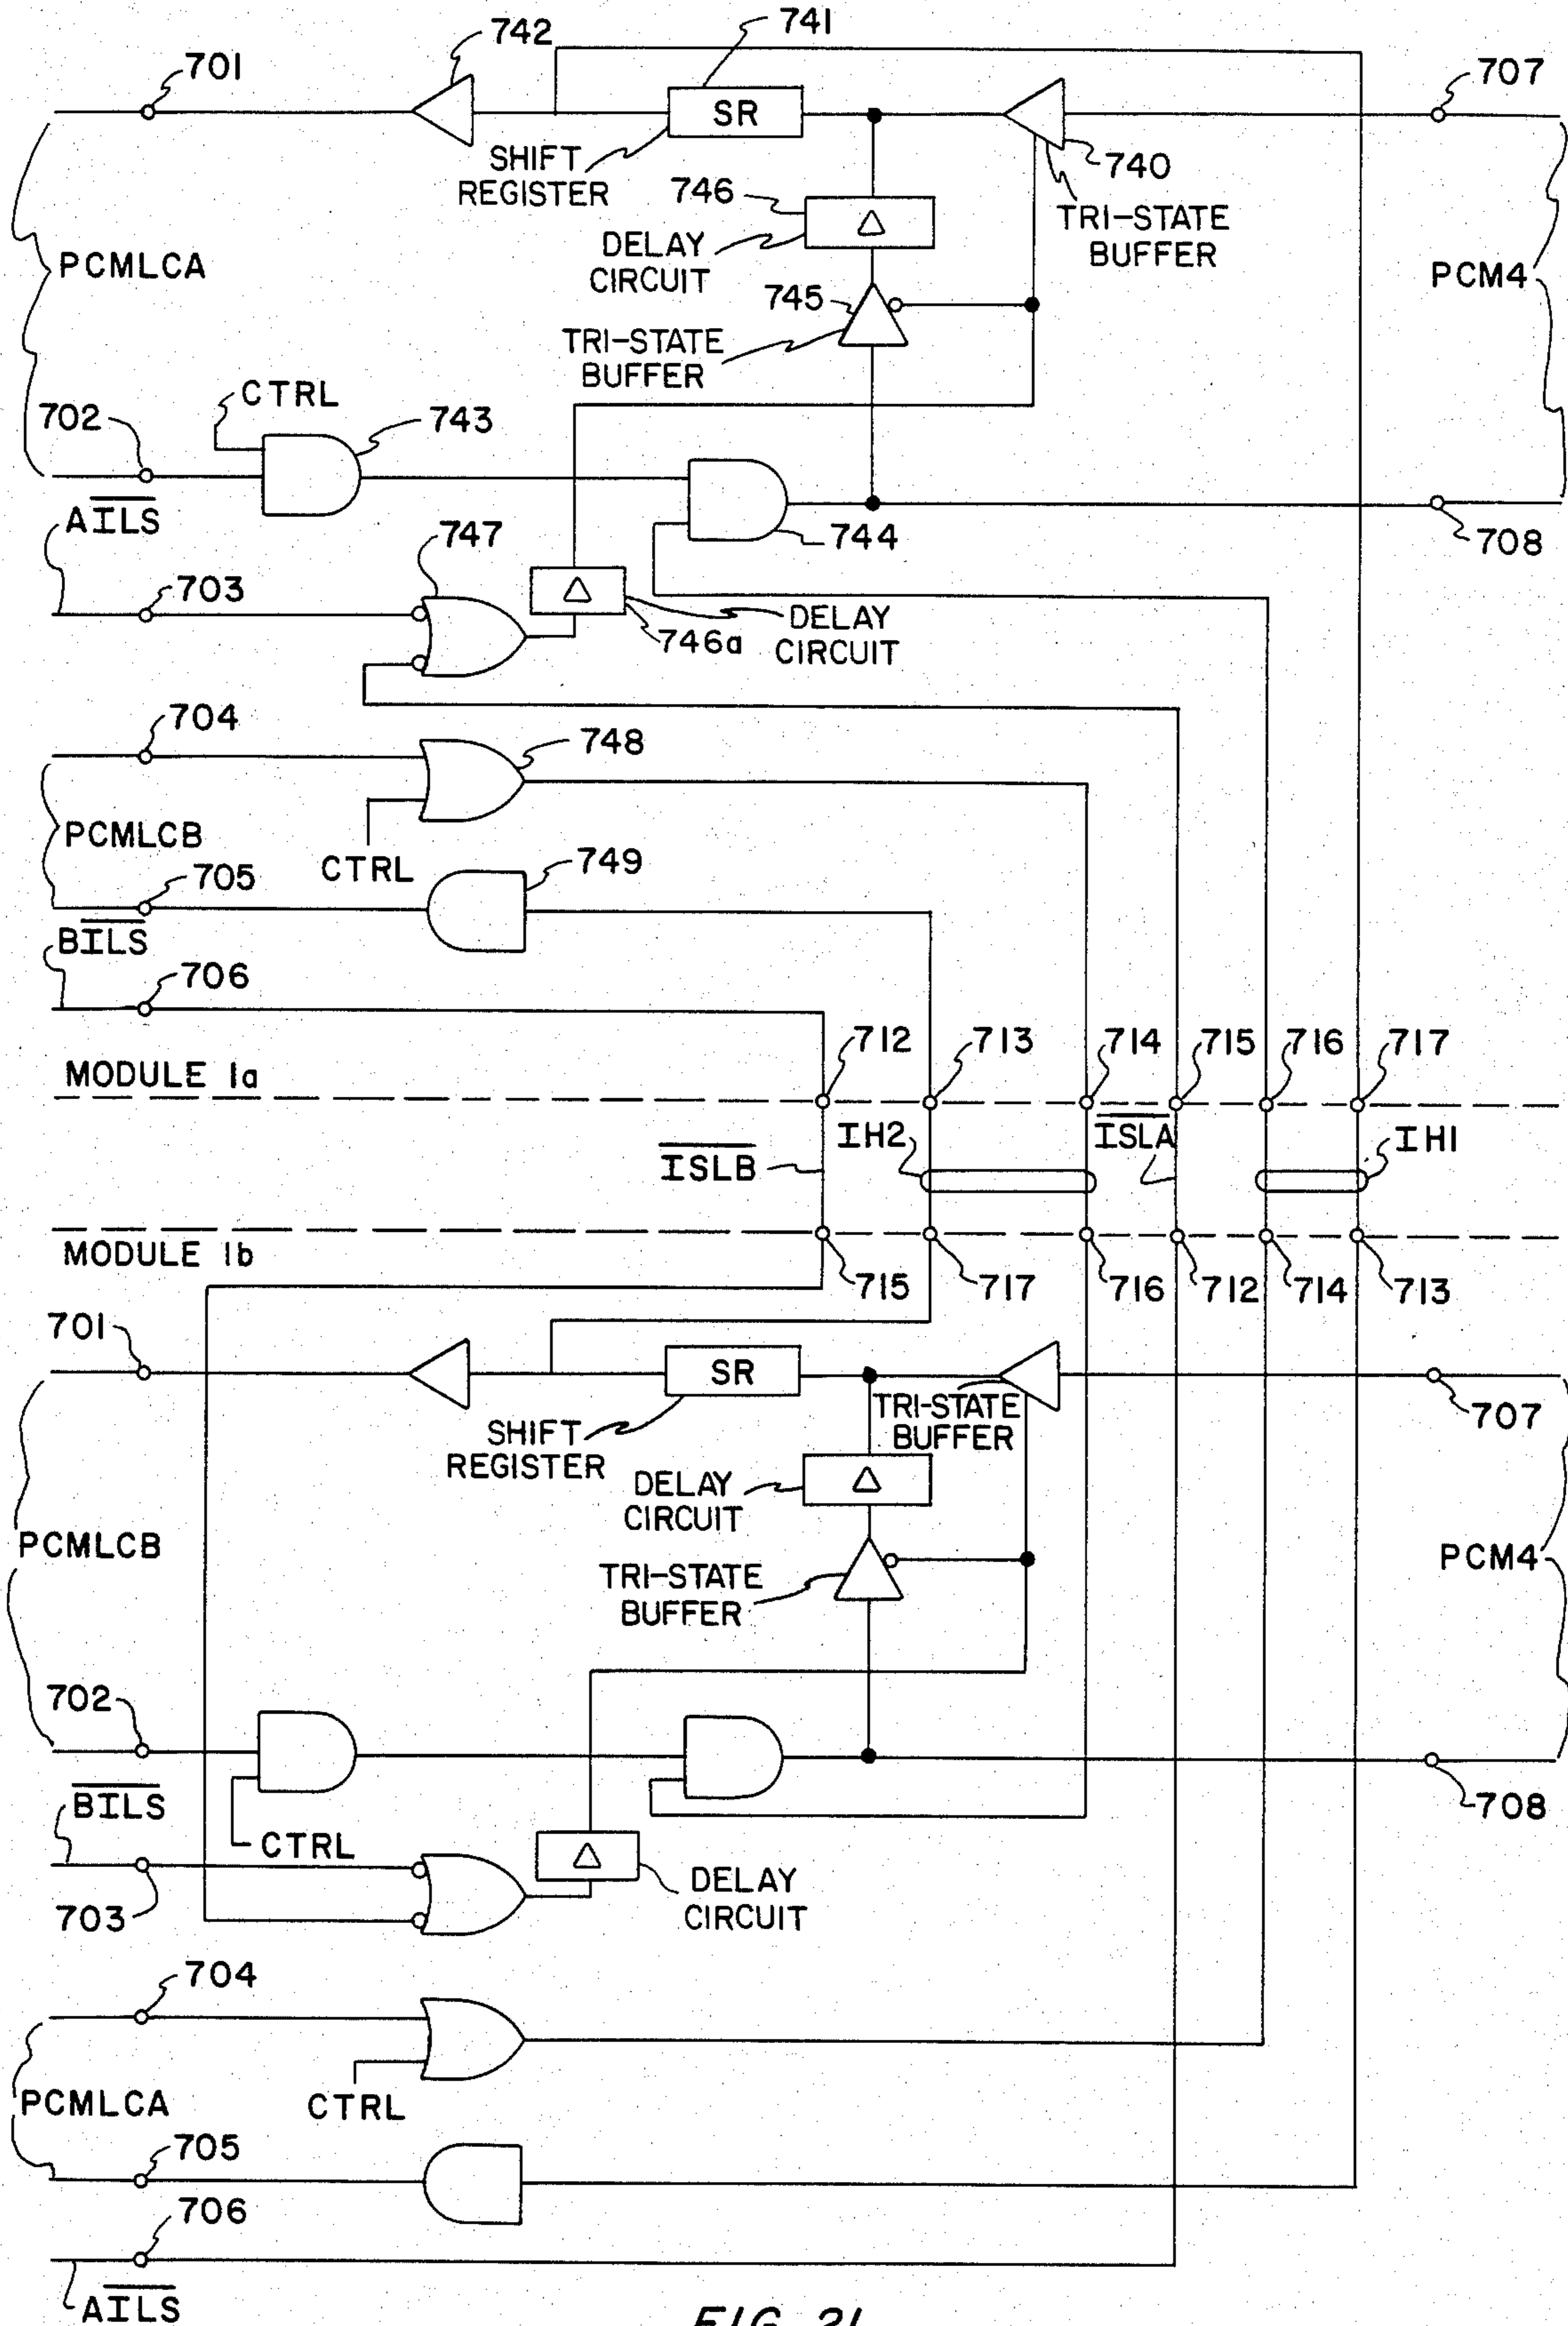 742
741
701
707
SR
SHIFT
REGISTER
740
746
TRI-STATE
BUFFER
DELAY
CIRCUIT
PCMLCA
PCM4
745
TRI-STATE
BUFFER
CTRL
702
743
AILS
747
744
708
703
DELAY
CIRCUIT
746a
704
748
PCMLCB
CTRL
749
705
BILS
706
712
713
714
715
716
717
MODULE 1a
IH2
ISLA
IH1
ISLB
MODULE 1b
715
717
716
712
714
713
701
SR
TRI-STATE
BUFFER
707
SHIFT
REGISTER
DELAY
CIRCUIT
PCMLCB
PCM4
TRI-STATE
BUFFER
702
BILS
708
CTRL
703
DELAY
CIRCUIT
704
CTRL
PCMLCA
705
706
AILS
FIG. 21